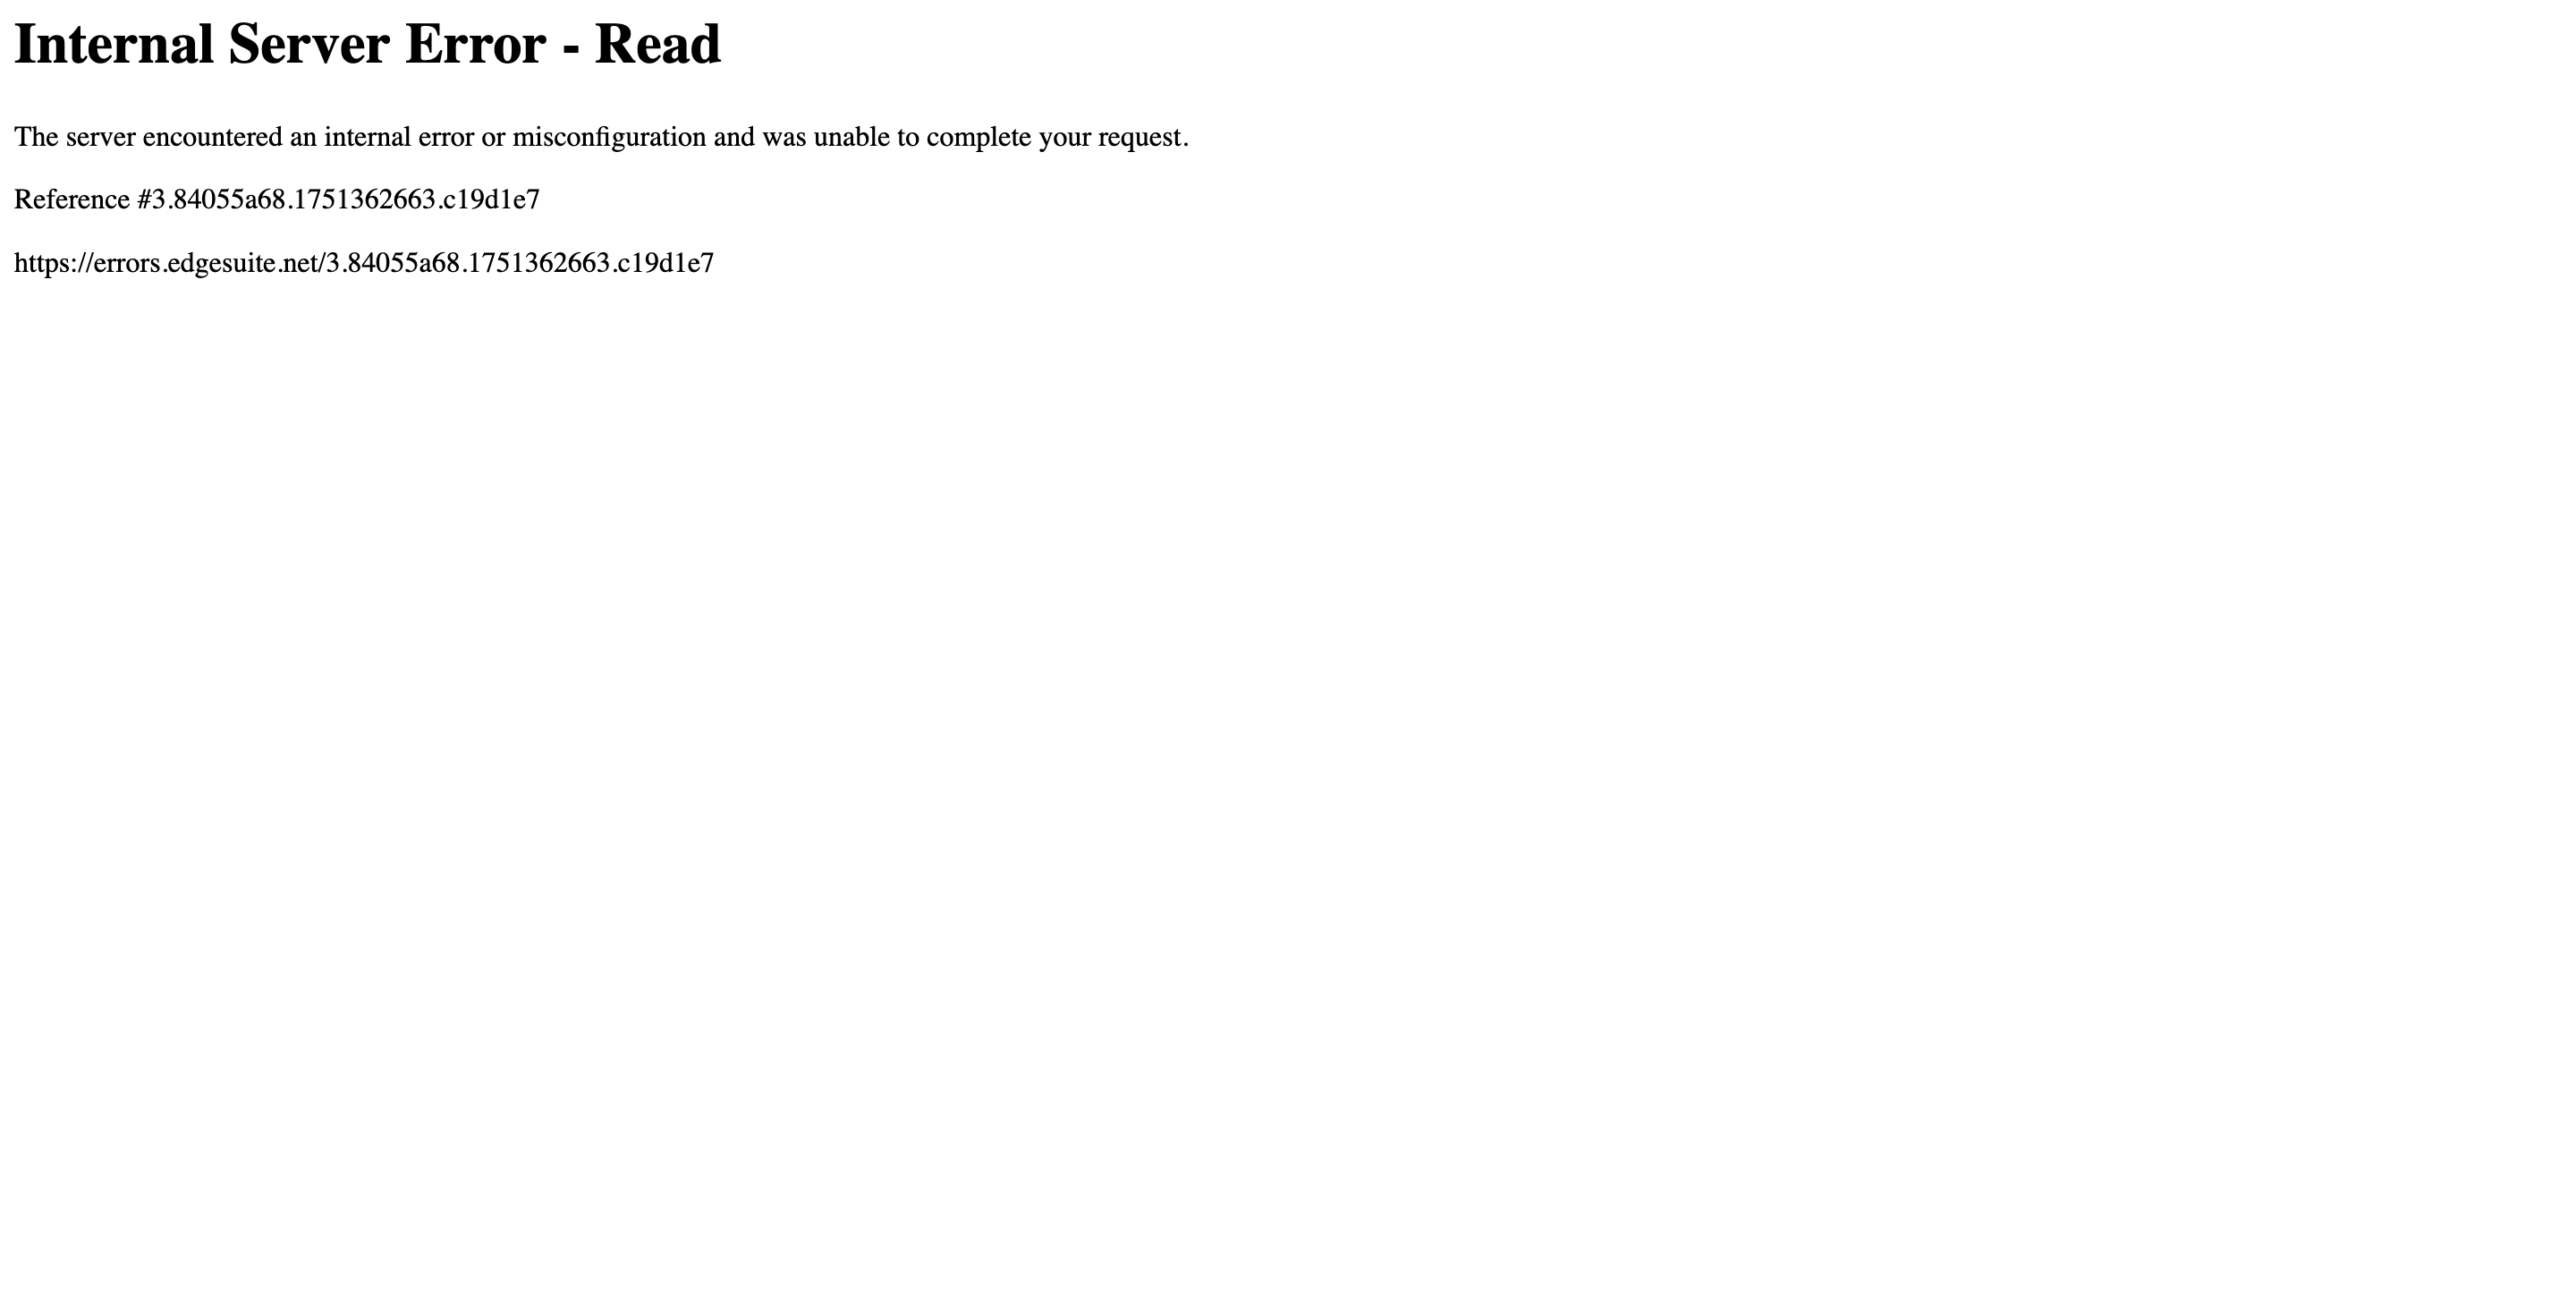 Internal Server Error - Read
The server encountered an internal error or misconfiguration and was unable to complete your request.
Reference #3.84055a68.1751362663.c19d1e7
https://errors.edgesuite.net/3.84055a68.1751362663.c19d1e7